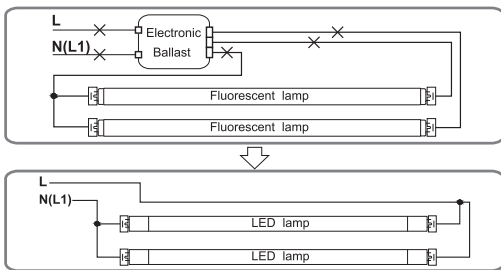 L
Electronic
N(L1)
Ballast
Fluorescent lamp
Fluorescent lamp
L
N(L1)
LED lamp
LED lamp